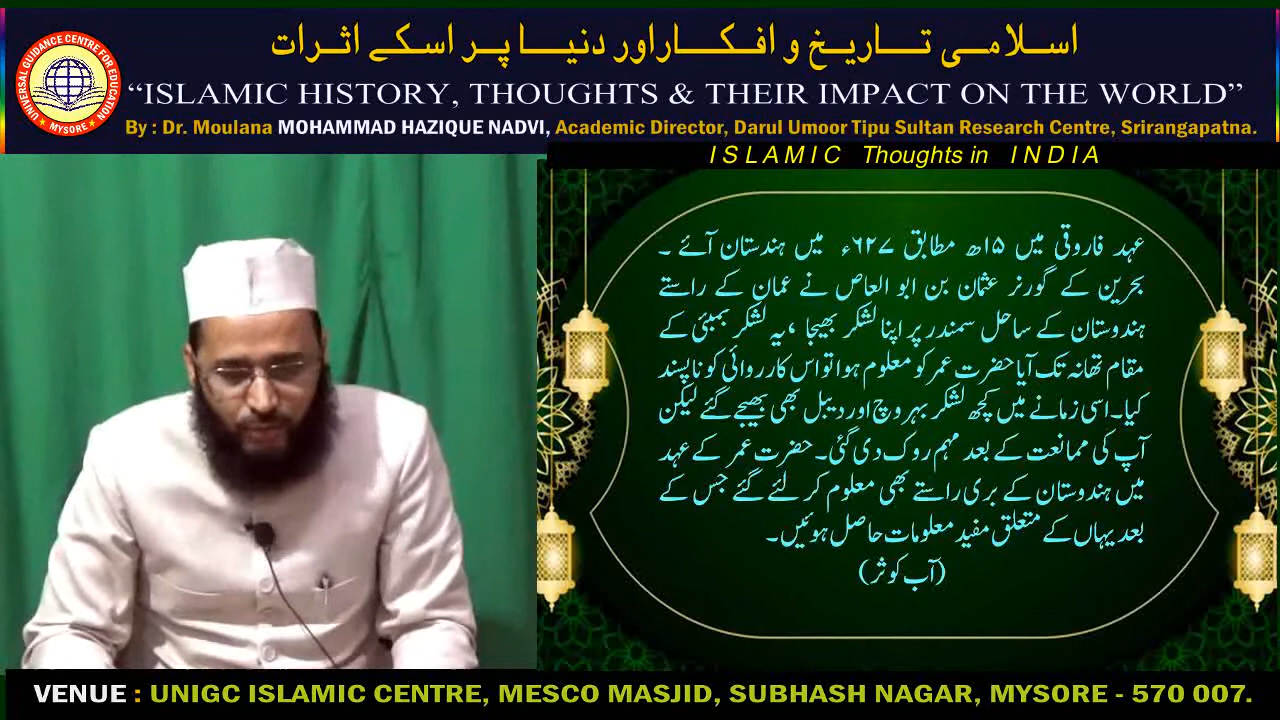 اسلامی تاریخ و افکار اور دنیا پر اسکے اثرات
“ISLAMIC HISTORY, THOUGHTS & THEIR IMPACT ON THE WORLD”
By : Dr. Moulana MOHAMMAD HAZIQUE NADVI, Academic Director, Darul Umoor Tipu Sultan Research Centre, Srirangapatna.
UNIVERSAL GUIDANCE CENTRE FOR EDUCATION
★ MYSORE ★
ISLAMIC Thoughts in INDIA
عہد فاروقی میں ۱۵ھ مطابق ۶۲۷ء میں ہندستان آئے ۔
بحرین کے گورنر عثمان بن ابو العاص نے عمان کے راستے
ہندوستان کے ساحل سمندر پر اپنا لشکر بھیجا ،یہ لشکر بمبئی کے
مقام تھانہ تک آیا حضرت عمر کو معلوم ہوا تو اس کارروائی کو ناپسند
کیا۔اسی زمانے میں کچھ لشکر بہروچ اور دیبل بھی بھیجے گئے لیکن
آپ کی ممانعت کے بعد مہم روک دی گئی۔حضرت عمر کے عہد
میں ہندوستان کے بری راستے بھی معلوم کر لئے گئے جس کے
بعد یہاں کے متعلق مفید معلومات حاصل ہوئیں۔
(آب کوثر)
VENUE : UNIGC ISLAMIC CENTRE, MESCO MASJID, SUBHASH NAGAR, MYSORE - 570 007.